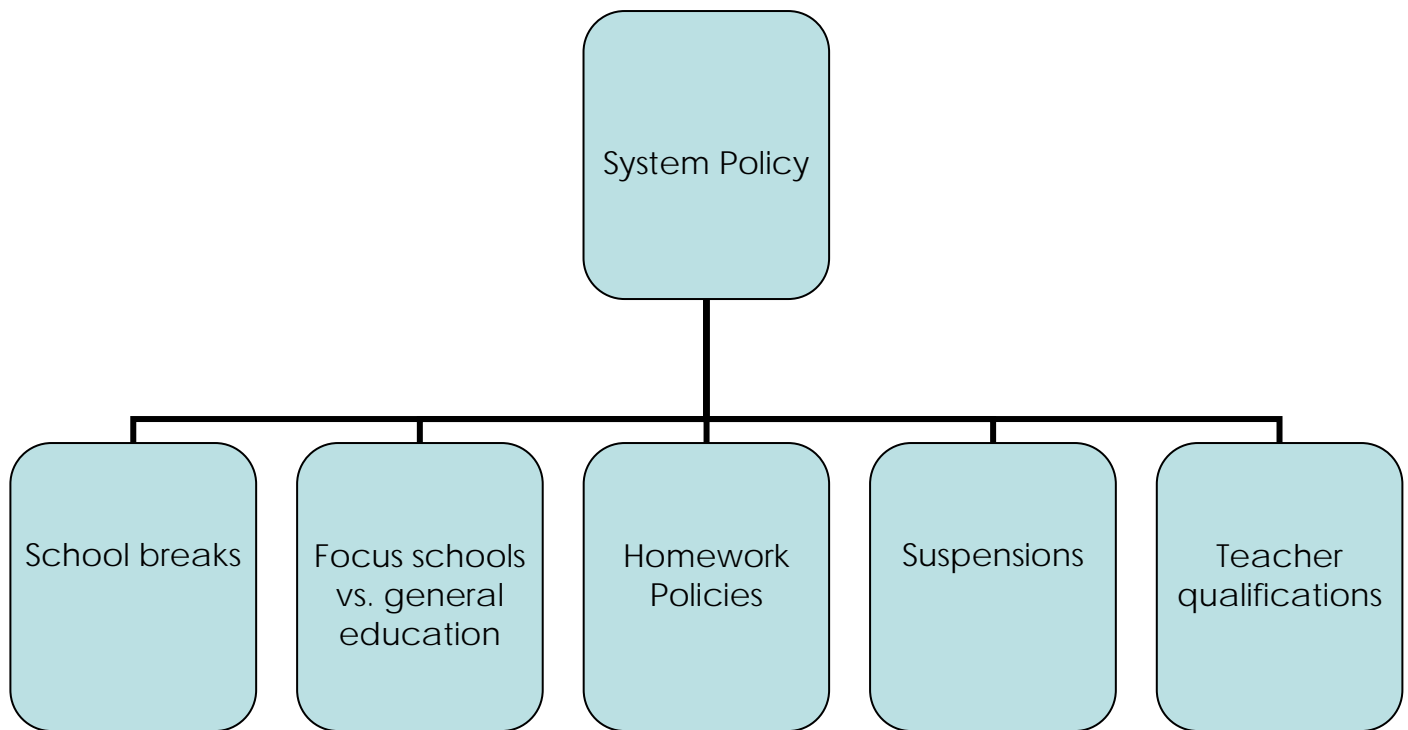 System Policy
School breaks
Focus schools
vs. general
education
Homework
Policies
Suspensions
Teacher
qualifications